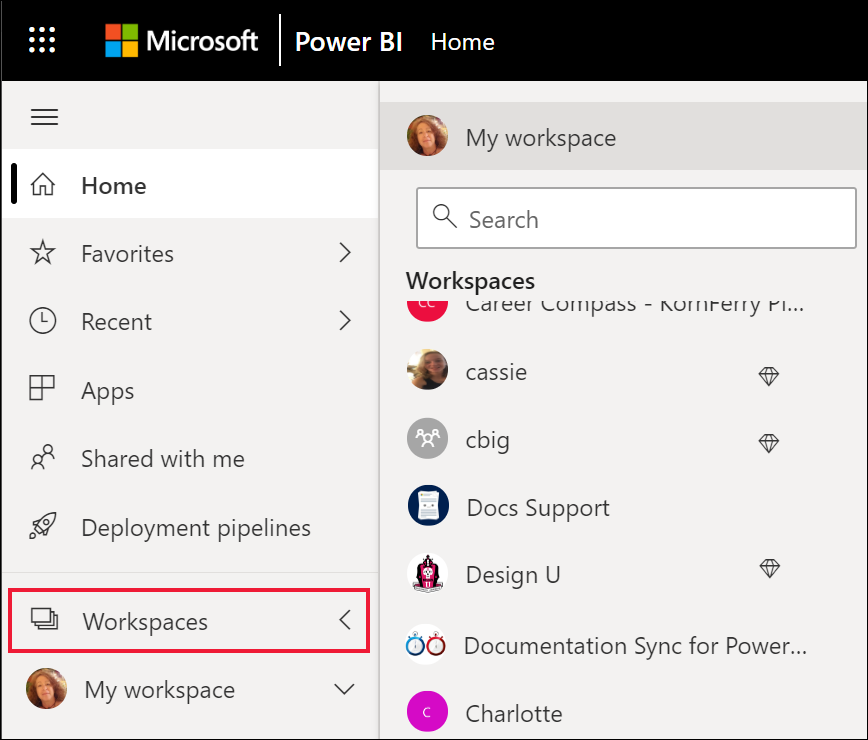 Microsoft Power BI Home
Home
Favorites
Recent
Apps
Shared with me
Deployment pipelines
Workspaces
My workspace
My workspace
Search
Workspaces
CC
Career Compass - KornFerry Pl...
cassie
cbig
Docs Support
Design U
Documentation Sync for Power...
C
Charlotte